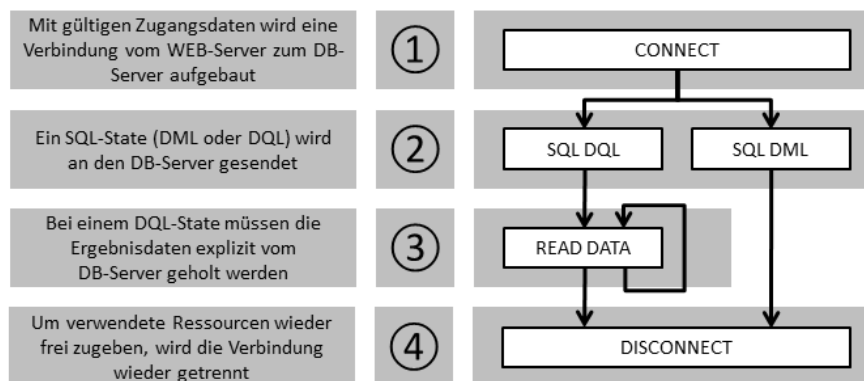 Mit gültigen Zugangsdaten wird eine
Verbindung vom WEB-Server zum DB-
Server aufgebaut
1
CONNECT
Ein SQL-State (DML oder DQL) wird
an den DB-Server gesendet
2
SQL DQL
SQL DML
Bei einem DQL-State müssen die
Ergebnisdaten explizit vom
DB-Server geholt werden
3
READ DATA
Um verwendete Ressourcen wieder
frei zugeben, wird die Verbindung
wieder getrennt
4
DISCONNECT